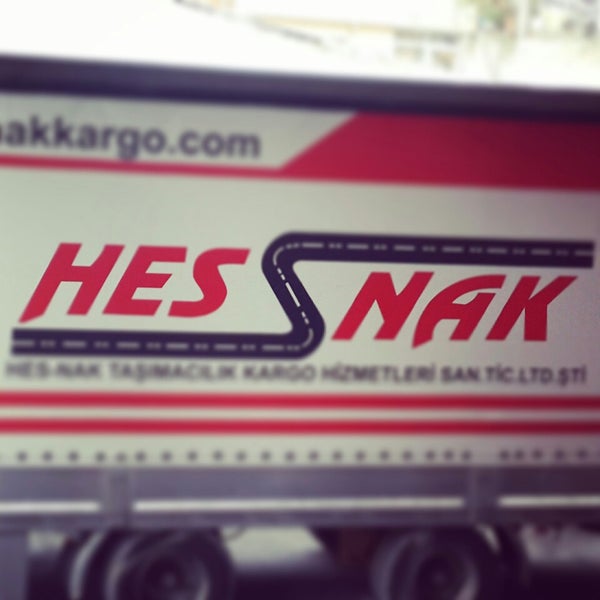 akkargo.com
HES NAK
HES-NAK TAŞIMACILIK KARGO HİZMETLERİ SAN.TİC.LTD.ŞTİ